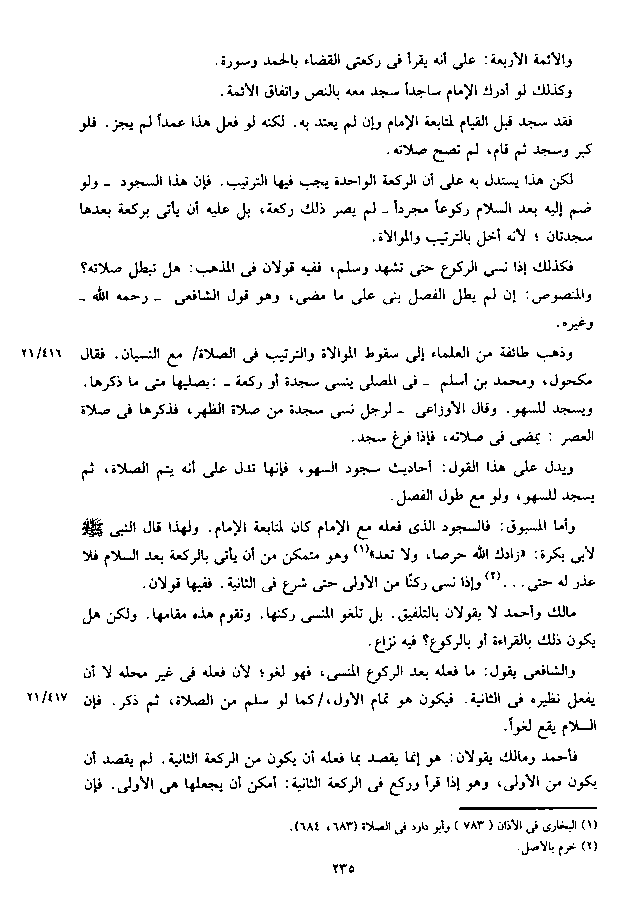 والأئمة الأربعة: على أنه يقرأ فى ركعتى القضاء بالحمد وسورة.
وكذلك لو أدرك الإمام ساجداً سجد معه بالنص واتفاق الأئمة.
فقد سجد قبل القيام لمتابعة الإمام وإن لم يعتد به. لكنه لو فعل هذا عمداً لم يجز. فلو
كبر وسجد ثم قام، لم تصح صلاته.
لكن هذا يستدل به على أن الركعة الواحدة يجب فيها الترتيب. فإن هذا السجود ـ ولو
ضم إليه بعد السلام ركوعاً مجرداً ـ لم يصر ذلك ركعة، بل عليه أن يأتى بركعة بعدها
سجدتان ؛ لأنه أخل بالترتيب والموالاة.
فكذلك إذا نسى الركوع حتى تشهد وسلم، ففيه قولان فى المذهب: هل تبطل صلاته؟
والمنصوص: إن لم يطل الفصل بنى على ما مضى، وهو قول الشافعى ـ رحمه الله ـ
وغيره.
٢١/٤١٦ وذهب طائفة من العلماء إلى سقوط الموالاة والترتيب فى الصلاة/ مع النسيان. فقال
مكحول، ومحمد بن أسلم ـ فى المصلى ينسى سجدة أو ركعة ـ :يصليها متى ما ذكرها.
ويسجد للسهو. وقال الأوزاعى ـ لرجل نسى سجدة من صلاة الظهر، فذكرها فى صلاة
العصر : يمضى فى صلاته، فإذا فرغ سجد.
ويدل على هذا القول: أحاديث سجود السهو، فإنها تدل على أنه يتم الصلاة، ثم
يسجد للسهو، ولو مع طول الفصل.
وأما المسبوق: فالسجود الذى فعله مع الإمام كان لمتابعة الإمام. ولهذا قال النبى ﷺ
لأبى بكرة: «زادك الله حرصا، ولا تعد»(١) وهو متمكن من أن يأتى بالركعة بعد السلام فلا
عذر له حتى...(٢) وإذا نسى ركنًا من الأولى حتى شرع فى الثانية. ففيها قولان.
مالك وأحمد لا يقولان بالتلفيق. بل تلغو المنسى ركنها. وتقوم هذه مقامها. ولكن هل
يكون ذلك بالقراءة أو بالركوع؟ فيه نزاع.
والشافعى يقول: ما فعله بعد الركوع المنسى، فهو لغو؛ لأن فعله فى غير محله لا أن
٢١/٤١٧ يفعل نظيره فى الثانية. فيكون هو تمام الأول،/كما لو سلم من الصلاة، ثم ذكر. فإن
السلام يقع لغواً.
فأحمد ومالك يقولان: هو إنما يقصد بما فعله أن يكون من الركعة الثانية. لم يقصد أن
يكون من الأولى، وهو إذا قرأ وركع فى الركعة الثانية: أمكن أن يجعلها هى الأولى. فإن
(١) البخارى فى الأذان ( ٧٨٣ ) وأبو داود فى الصلاة (٦٨٣، ٦٨٤).
(٢) خرم بالأصل.
٢٣٥